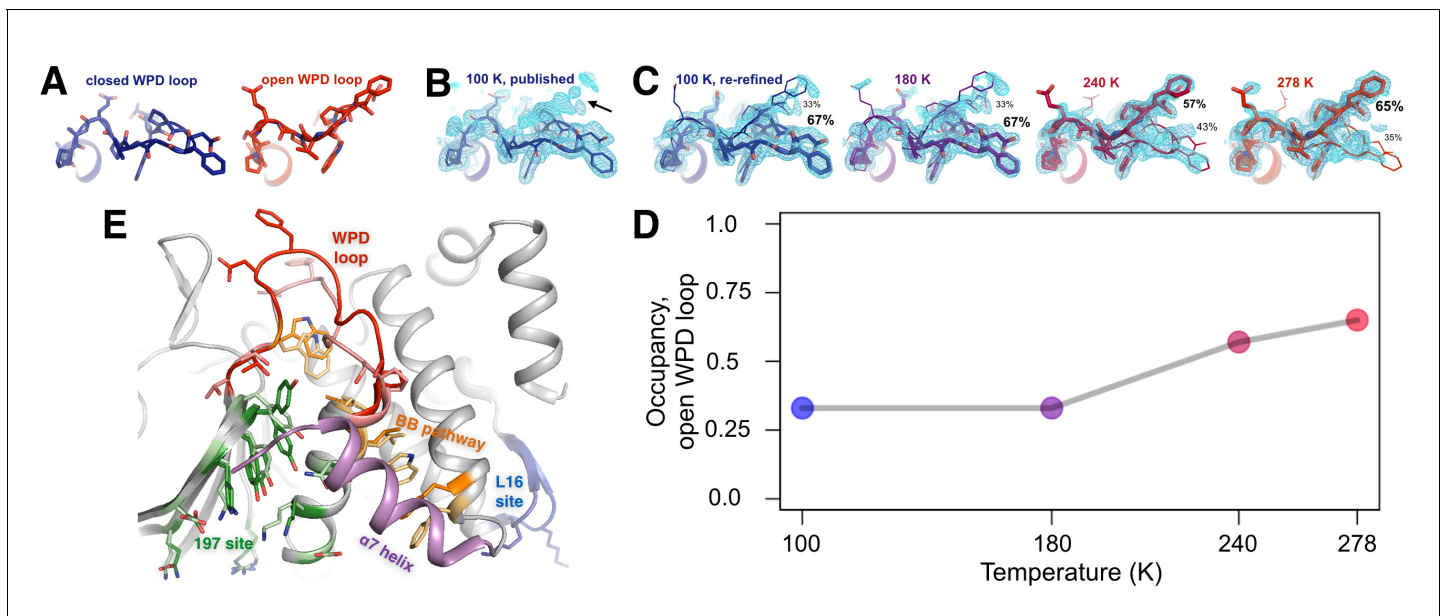 A
closed WPD loop
open WPD loop
B
100 K, published
C
100 K, re-refined
33%
67%
180 K
33%
67%
240 K
57%
43%
278 K
65%
35%
E
WPD
loop
BB pathway
L16
site
α7 helix
197 site
D
Occupancy,
open WPD loop
1.0
0.75
0.5
0.25
0.0
100
180
240
278
Temperature (K)